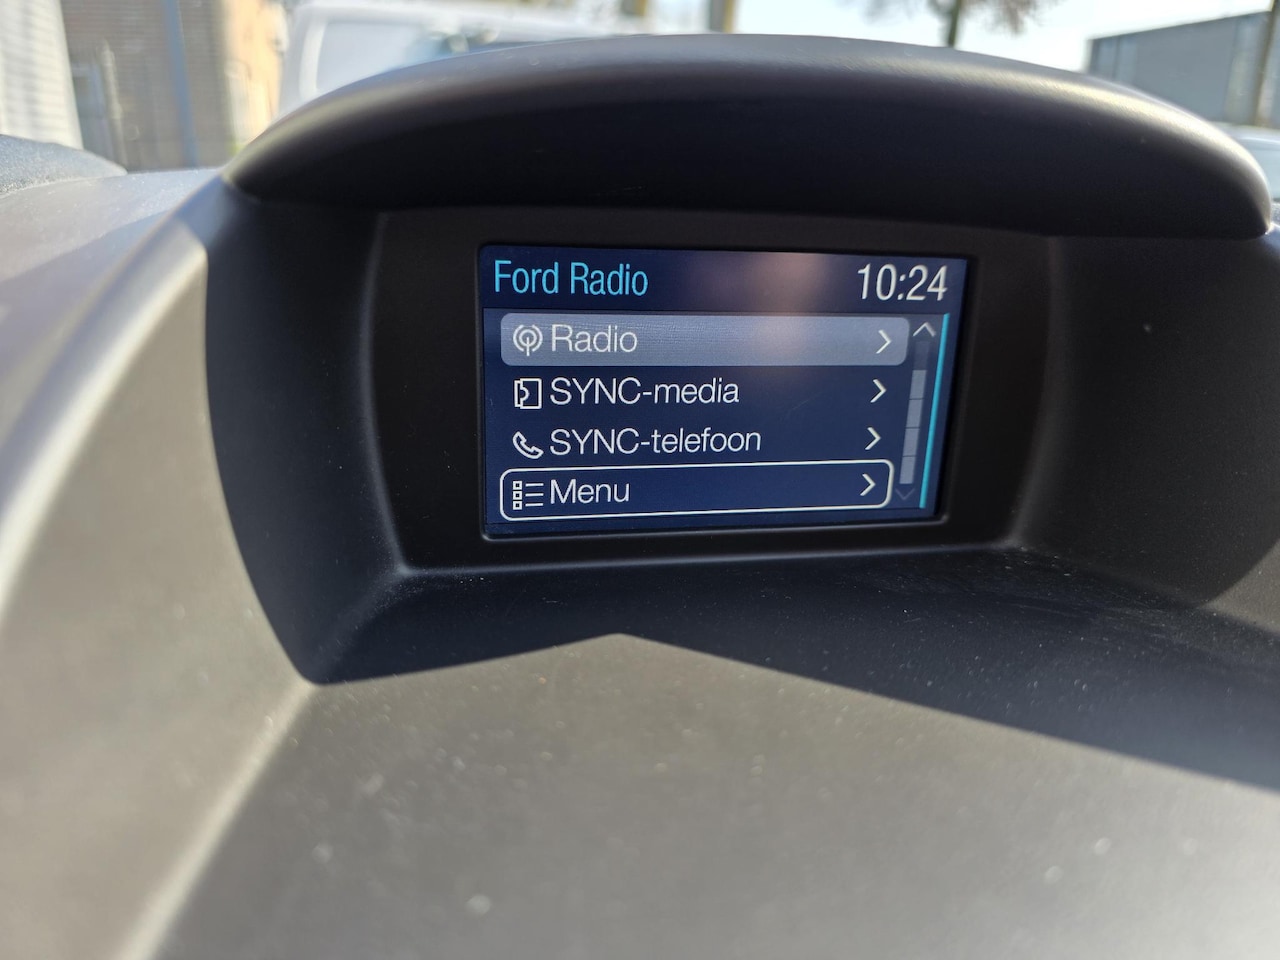 Ford Radio 10:24
Radio
SYNC-media
SYNC-telefoon
Menu